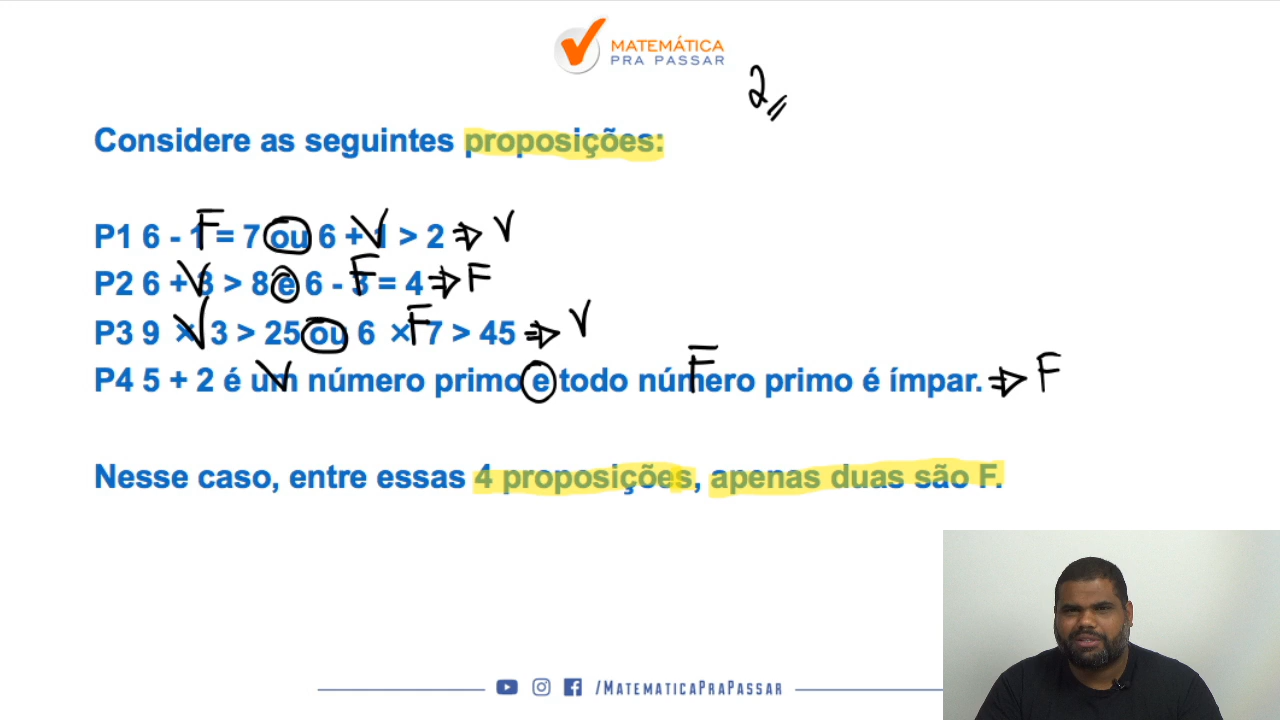 MATEMÁTICA
PRA PASSAR
2
Considere as seguintes proposições:
F V
P1 6 - 1 = 7 ou 6 + 1 > 2 ⇒ V
V F
P2 6 + 3 > 8 e 6 - 3 = 4 ⇒ F
V F
P3 9 × 3 > 25 ou 6 × 7 > 45 ⇒ V
V F
P4 5 + 2 é um número primo e todo número primo é ímpar. ⇒ F
Nesse caso, entre essas 4 proposições, apenas duas são F.
/MATEMATICAPRAPASSAR